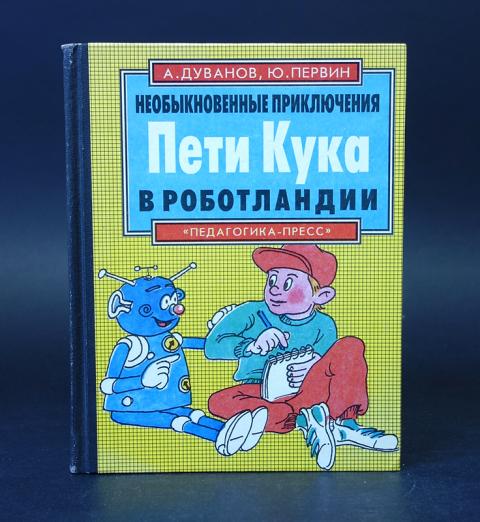 А.ДУВАНОВ, Ю.ПЕРВИН
НЕОБЫКНОВЕННЫЕ ПРИКЛЮЧЕНИЯ
Пети Кука
В РОБОТЛАНДИИ
«ПЕДАГОГИКА-ПРЕСС»